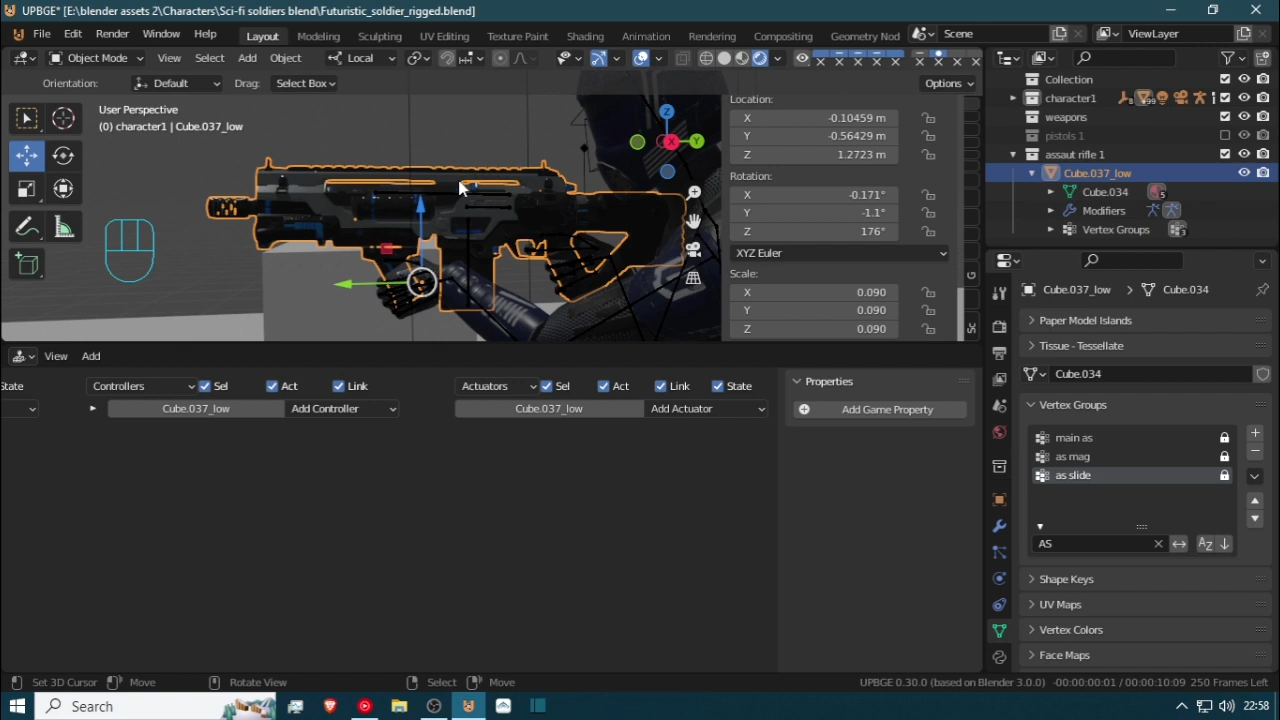 UPBGE* [E:\blender assets 2\Characters\Sci-fi soldiers blend\Futuristic_soldier_rigged.blend]
File Edit Render Window Help Layout Modeling Sculpting UV Editing Texture Paint Shading Animation Rendering Compositing Geometry Nod Scene ViewLayer
Object Mode View Select Add Object Local
Orientation: Default Drag: Select Box Options
User Perspective
(0) character1 | Cube.037_low
Location:
X -0.10459 m
Y -0.56429 m
Z 1.2723 m
Rotation:
X -0.171°
Y -1.1°
Z 176°
XYZ Euler
Scale:
X 0.090
Y 0.090
Z 0.090
Collection
character1
weapons
pistols 1
assaut rifle 1
Cube.037_low
Cube.034
Modifiers
Vertex Groups
Cube.037_low Cube.034
Paper Model Islands
Tissue - Tessellate
Cube.034
Vertex Groups
main as
as mag
as slide
AS
Shape Keys
UV Maps
Vertex Colors
Face Maps
View Add
State Controllers Sel Act Link Actuators Sel Act Link State
Cube.037_low Add Controller Cube.037_low Add Actuator
Properties
Add Game Property
Set 3D Cursor Move Rotate View Select Move UPBGE 0.30.0 (based on Blender 3.0.0) -00:00:00:01 / 00:00:10:09 250 Frames Left
Search 22:58